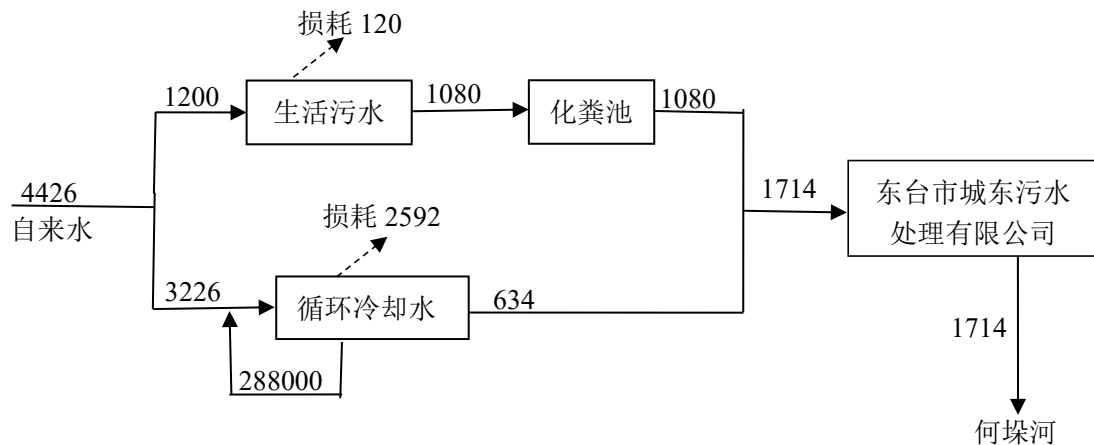 损耗 120
1200
生活污水
1080
化粪池
1080
4426
自来水
1714
东台市城东污水
处理有限公司
损耗 2592
3226
循环冷却水
634
288000
1714
何垛河